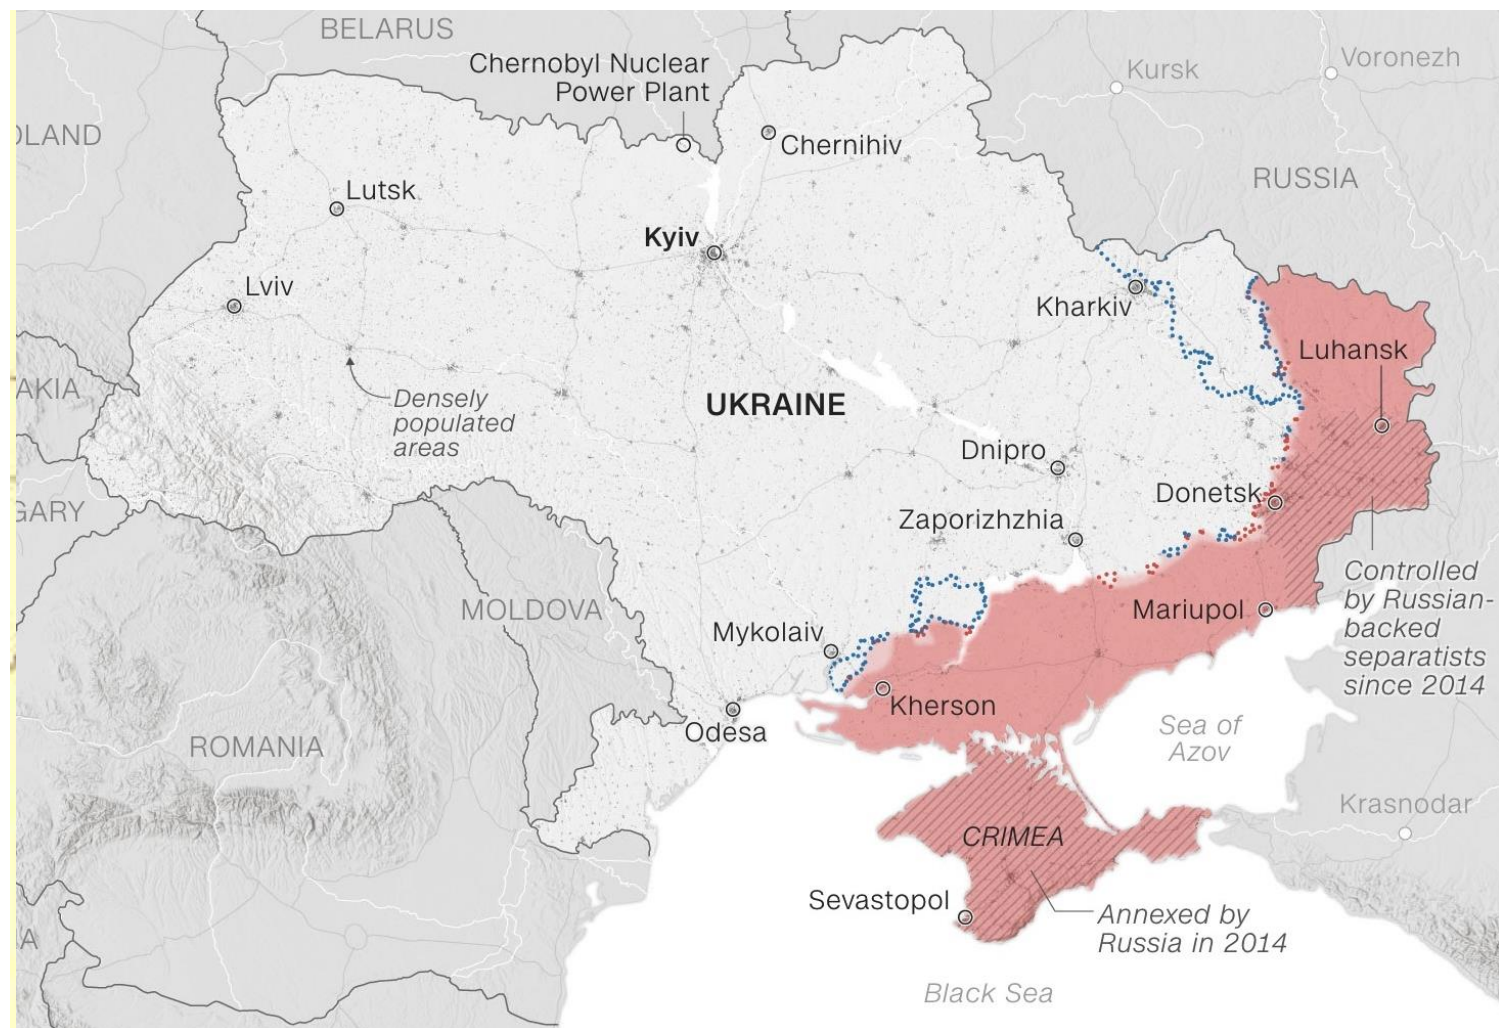 BELARUS
Chernobyl Nuclear
Power Plant
Kursk
Voronezh
OLAND
Chernihiv
RUSSIA
Lutsk
Kyiv
Lviv
Kharkiv
Luhansk
AKIA
Densely
populated
areas
UKRAINE
Dnipro
Donetsk
GARY
Zaporizhzhia
Controlled
by Russian-
backed
separatists
since 2014
MOLDOVA
Mariupol
Mykolaiv
Kherson
Odesa
Sea of
Azov
ROMANIA
Krasnodar
CRIMEA
Sevastopol
Annexed by
Russia in 2014
A
Black Sea